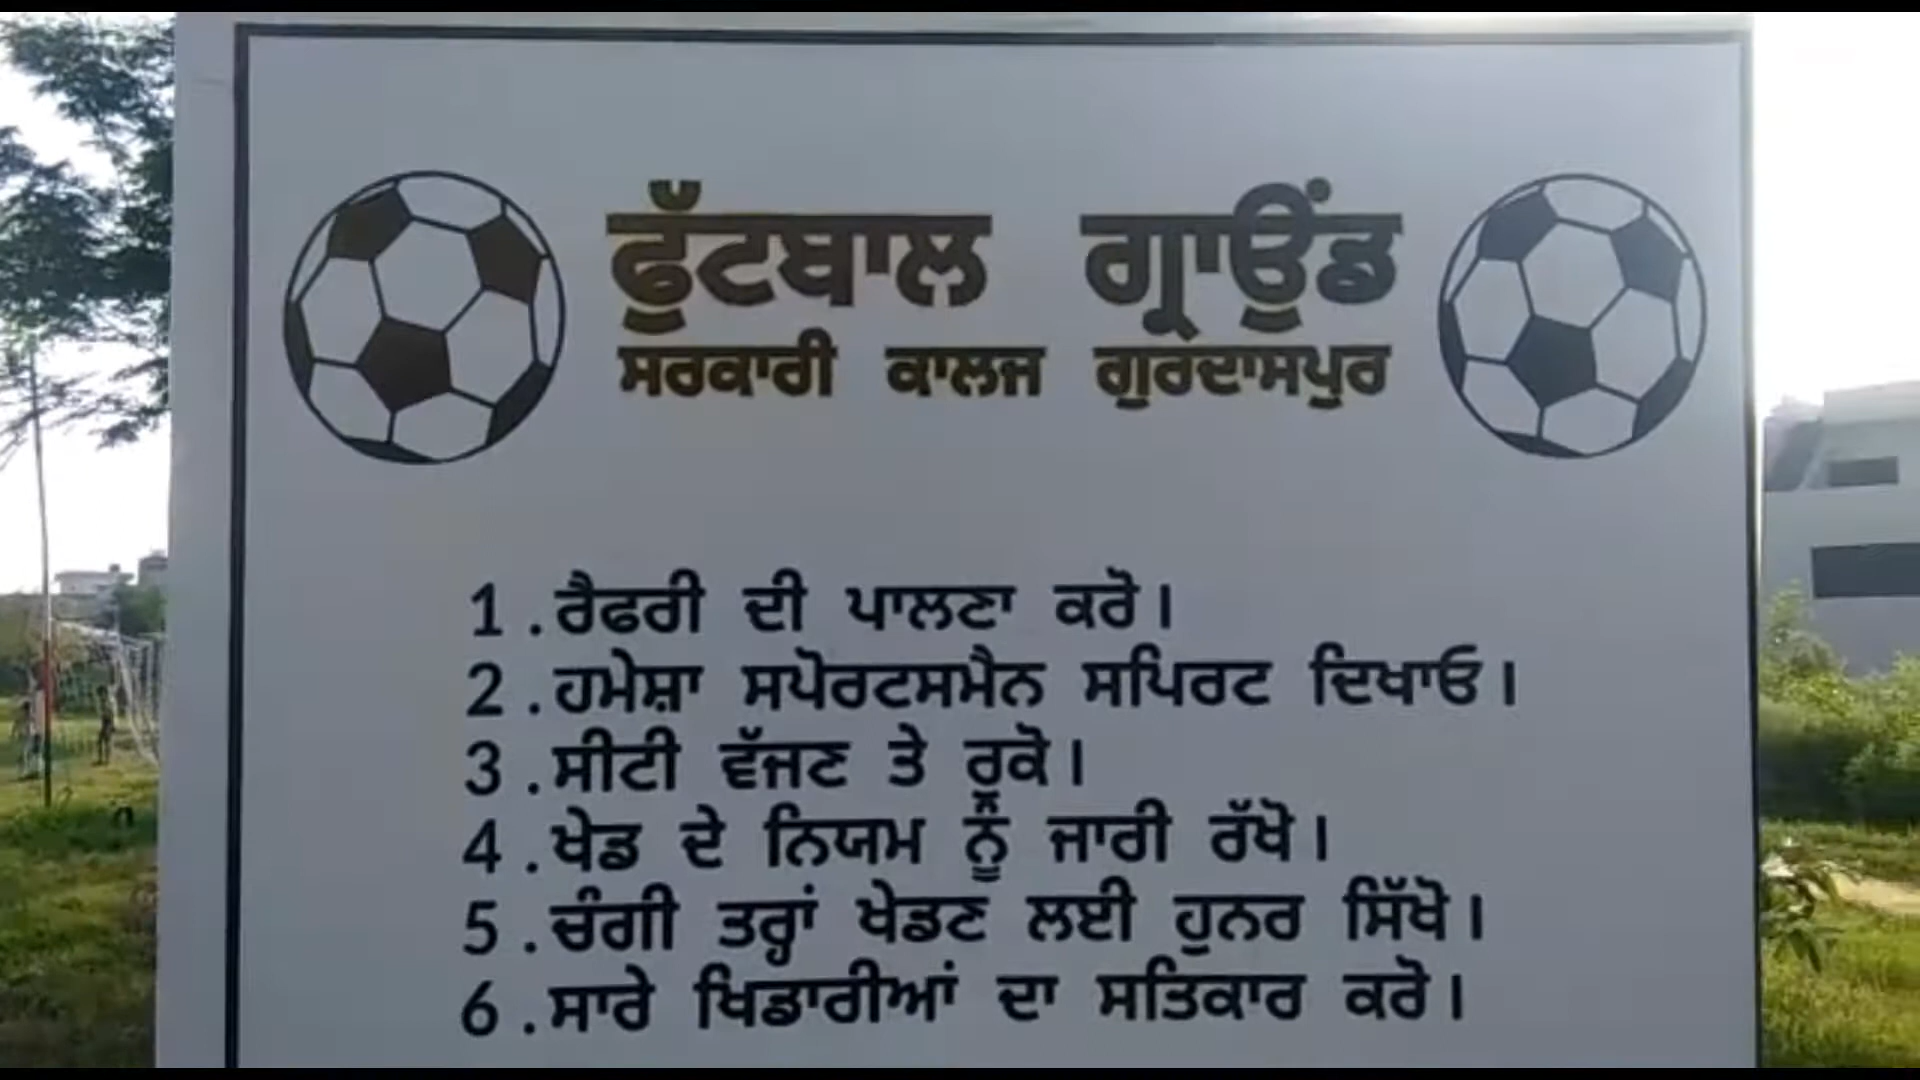 ਫੁੱਟਬਾਲ ਗ੍ਰਾਊਂਡ
ਸਰਕਾਰੀ ਕਾਲਜ ਗੁਰਦਾਸਪੁਰ
1.ਰੈਫਰੀ ਦੀ ਪਾਲਣਾ ਕਰੋ।
2.ਹਮੇਸ਼ਾ ਸਪੋਰਟਸਮੈਨ ਸਪਿਰਟ ਦਿਖਾਓ।
3.ਸੀਟੀ ਵੱਜਣ ਤੇ ਰੁਕੋ।
4.ਖੇਡ ਦੇ ਨਿਯਮ ਨੂੰ ਜਾਰੀ ਰੱਖੋ।
5.ਚੰਗੀ ਤਰ੍ਹਾਂ ਖੇਡਣ ਲਈ ਹੁਨਰ ਸਿੱਖੋ।
6.ਸਾਰੇ ਖਿਡਾਰੀਆਂ ਦਾ ਸਤਿਕਾਰ ਕਰੋ।